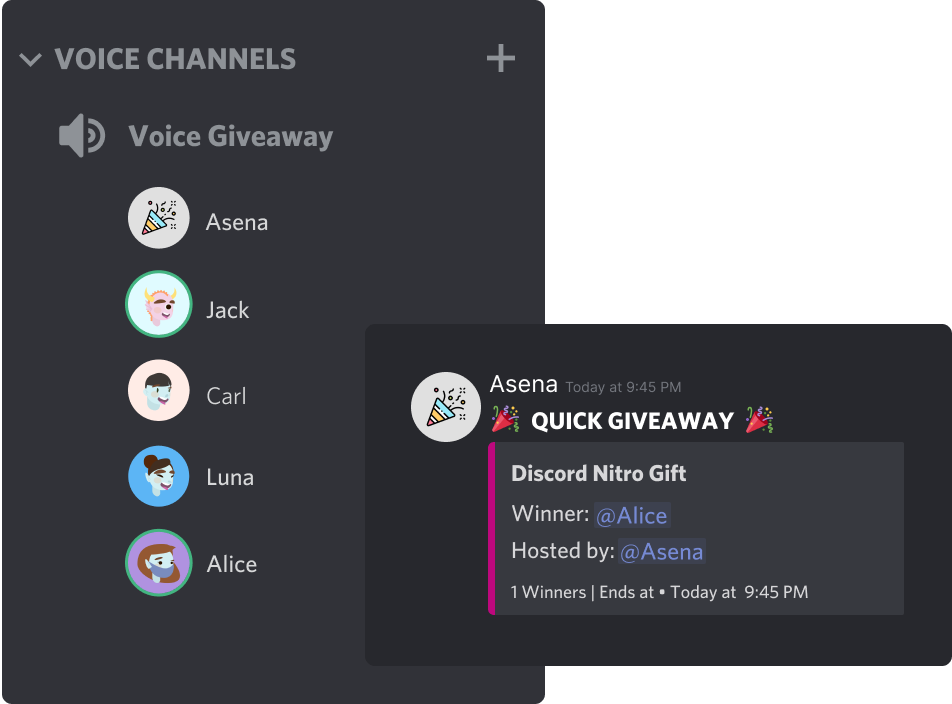 VOICE CHANNELS
Voice Giveaway
Asena
Jack
Carl
Luna
Alice
Asena Today at 9:45 PM
🎉 QUICK GIVEAWAY 🎉
Discord Nitro Gift
Winner: @Alice
Hosted by: @Asena
1 Winners | Ends at • Today at 9:45 PM